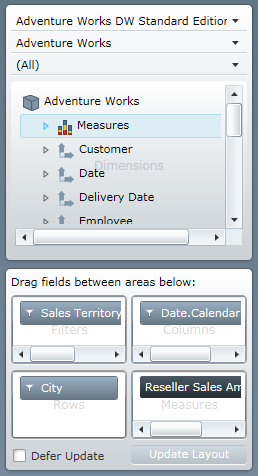 Adventure Works DW Standard Edition
Adventure Works
(All)
Adventure Works
Measures
Customer
Dimensions
Date
Delivery Date
Employee
Drag fields between areas below:
Sales Territory
Filters
Date.Calendar
Columns
City
Rows
Reseller Sales Am
Measures
Defer Update
Update Layout